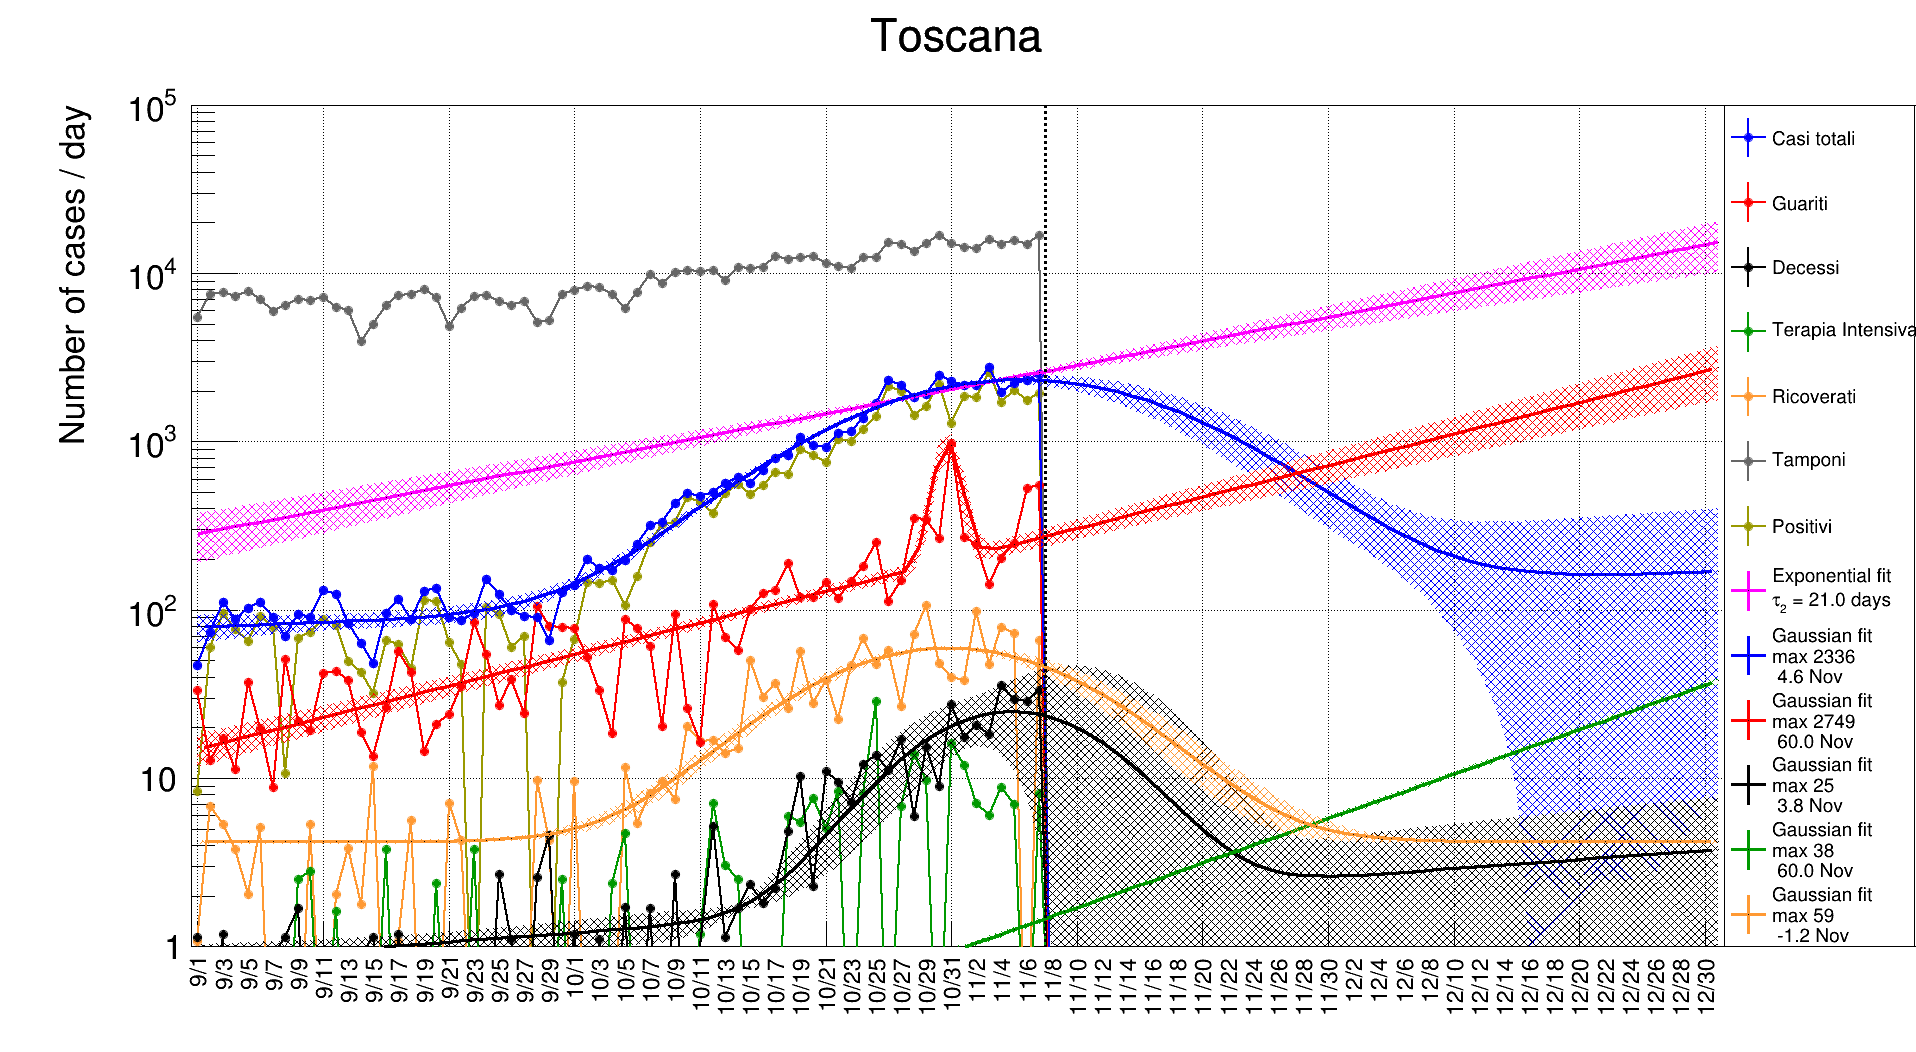 Toscana
Number of cases / day
10^5
10^4
10^3
10^2
10
1
9/1
9/3
9/5
9/7
9/9
9/11
9/13
9/15
9/17
9/19
9/21
9/23
9/25
9/27
9/29
10/1
10/3
10/5
10/7
10/9
10/11
10/13
10/15
10/17
10/19
10/21
10/23
10/25
10/27
10/29
10/31
11/2
11/4
11/6
11/8
11/10
11/12
11/14
11/16
11/18
11/20
11/22
11/24
11/26
11/28
11/30
12/2
12/4
12/6
12/8
12/10
12/12
12/14
12/16
12/18
12/20
12/22
12/24
12/26
12/28
12/30
Casi totali
Guariti
Decessi
Terapia Intensiva
Ricoverati
Tamponi
Positivi
Exponential fit
τ₂ = 21.0 days
Gaussian fit
max 2336
4.6 Nov
Gaussian fit
max 2749
60.0 Nov
Gaussian fit
max 25
3.8 Nov
Gaussian fit
max 38
60.0 Nov
Gaussian fit
max 59
-1.2 Nov